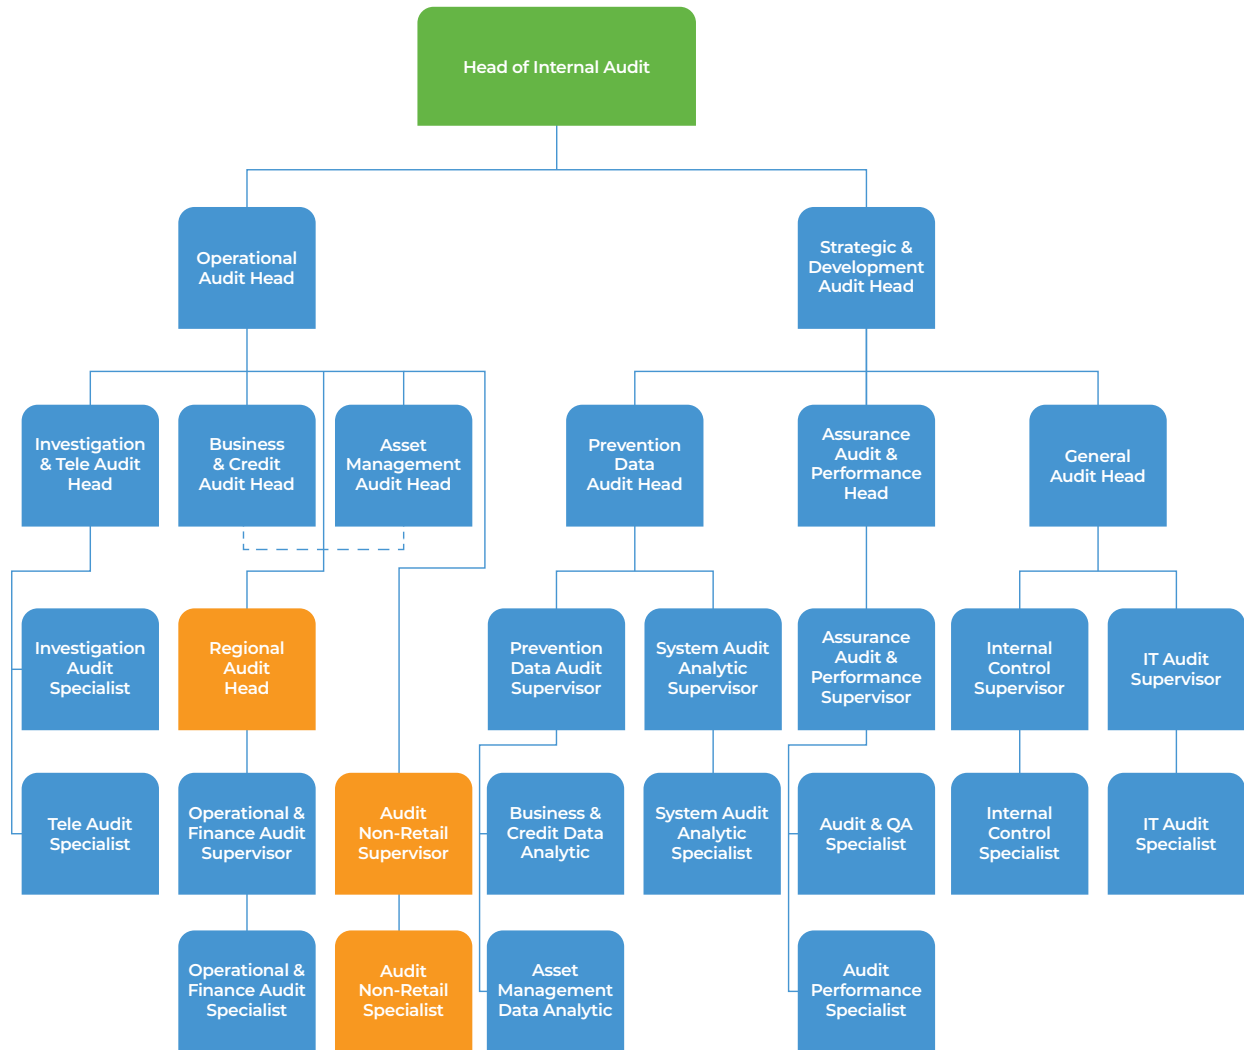 Head of Internal Audit
Operational
Audit Head
Strategic &
Development
Audit Head
Investigation
& Tele Audit
Head
Business
& Credit
Audit Head
Asset
Management
Audit Head
Prevention
Data
Audit Head
Assurance
Audit &
Performance
Head
General
Audit Head
Investigation
Audit
Specialist
Regional
Audit
Head
Prevention
Data Audit
Supervisor
System Audit
Analytic
Supervisor
Assurance
Audit &
Performance
Supervisor
Internal
Control
Supervisor
IT Audit
Supervisor
Tele Audit
Specialist
Operational &
Finance Audit
Supervisor
Audit
Non-Retail
Supervisor
Business &
Credit Data
Analytic
System Audit
Analytic
Specialist
Audit & QA
Specialist
Internal
Control
Specialist
IT Audit
Specialist
Operational &
Finance Audit
Specialist
Audit
Non-Retail
Specialist
Asset
Management
Data Analytic
Audit
Performance
Specialist